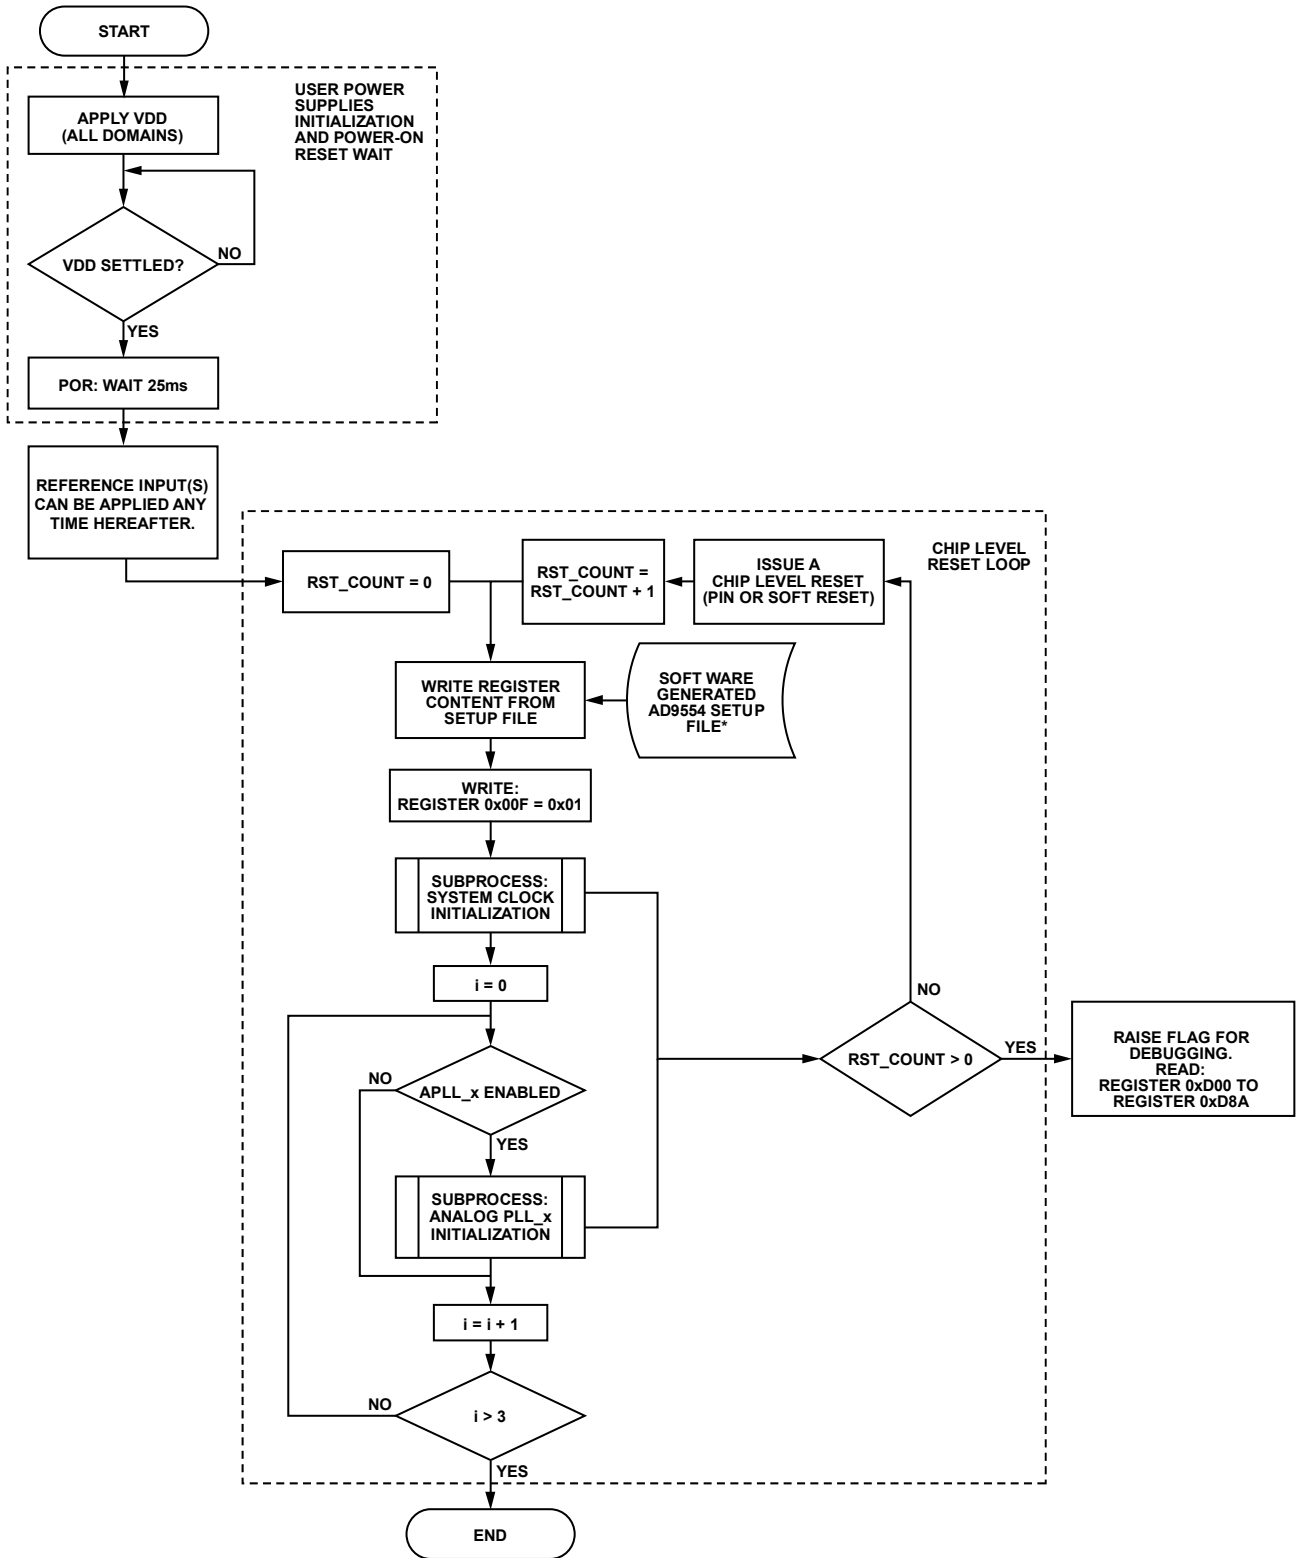 START
USER POWER
SUPPLIES
INITIALIZATION
AND POWER-ON
RESET WAIT
APPLY VDD
(ALL DOMAINS)
VDD SETTLED?
NO
YES
POR: WAIT 25ms
REFERENCE INPUT(S)
CAN BE APPLIED ANY
TIME HEREAFTER.
CHIP LEVEL
RESET LOOP
RST_COUNT = 0
RST_COUNT =
RST_COUNT + 1
ISSUE A
CHIP LEVEL RESET
(PIN OR SOFT RESET)
WRITE REGISTER
CONTENT FROM
SETUP FILE
SOFT WARE
GENERATED
AD9554 SETUP
FILE*
WRITE:
REGISTER 0x00F = 0x01
SUBPROCESS:
SYSTEM CLOCK
INITIALIZATION
i = 0
NO
APLL_x ENABLED
YES
RST_COUNT > 0
NO
YES
RAISE FLAG FOR
DEBUGGING.
READ:
REGISTER 0xD00 TO
REGISTER 0xD8A
SUBPROCESS:
ANALOG PLL_x
INITIALIZATION
i = i + 1
NO
i > 3
YES
END